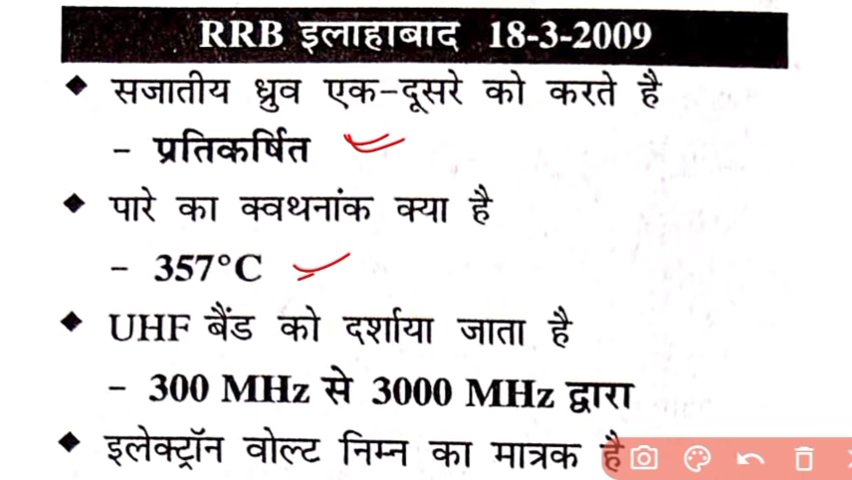 RRB इलाहाबाद 18-3-2009
◆ सजातीय ध्रुव एक-दूसरे को करते है
- प्रतिकर्षित
◆ पारे का क्वथनांक क्या है
- 357°C
◆ UHF बैंड को दर्शाया जाता है
- 300 MHz से 3000 MHz द्वारा
◆ इलेक्ट्रॉन वोल्ट निम्न का मात्रक है